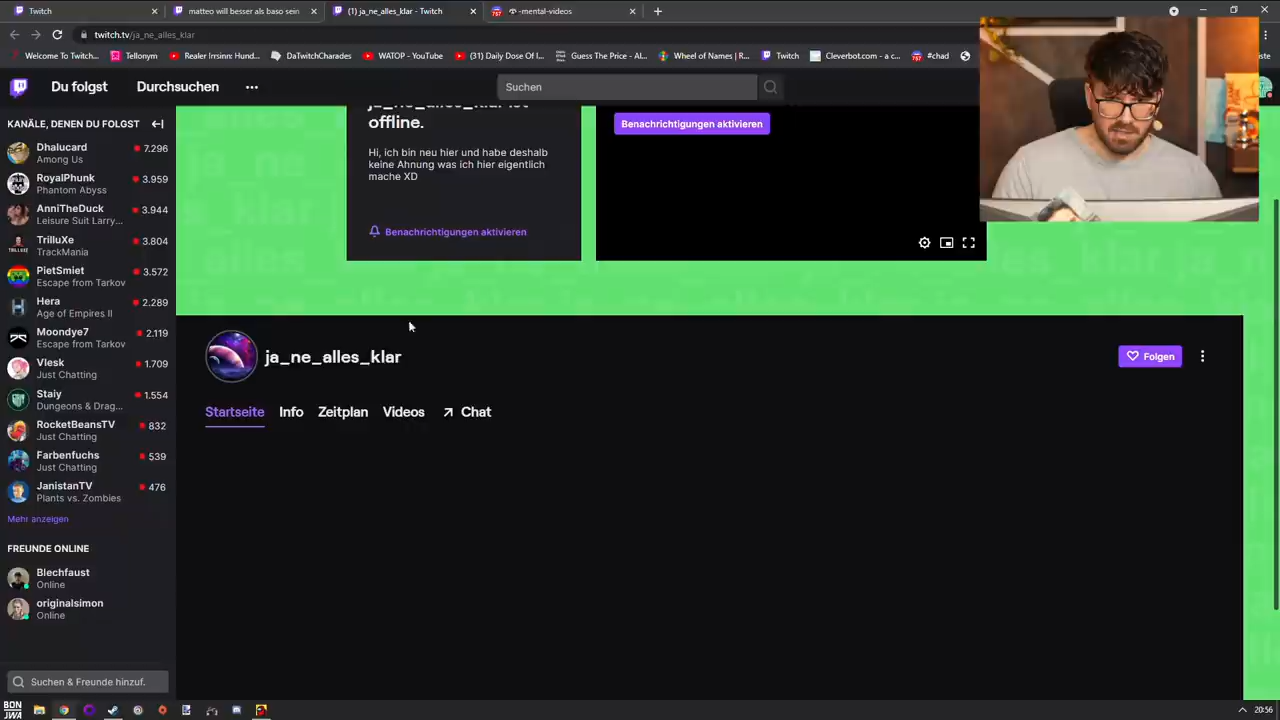 Twitch
matteo will besser als baso sein
(1) ja_ne_alles_klar - Twitch
-mental-videos
twitch.tv/ja_ne_alles_klar
Welcome To Twitch...
Tellonym
Realer Irrsinn: Hund...
DaTwitchCharades
WATOP - YouTube
(31) Daily Dose Of I...
Guess The Price - Al...
Wheel of Names | R...
Twitch
Cleverbot.com - a c...
#chad
Du folgst
Durchsuchen
Suchen
KANÄLE, DENEN DU FOLGST
Dhalucard
7.296
Among Us
RoyalPhunk
3.959
Phantom Abyss
AnniTheDuck
3.944
Leisure Suit Larry...
TrilluXe
3.804
TrackMania
PietSmiet
3.572
Escape from Tarkov
Hera
2.289
Age of Empires II
Moondye7
2.119
Escape from Tarkov
Vlesk
1.709
Just Chatting
Staiy
1.554
Dungeons & Drag...
RocketBeansTV
832
Just Chatting
Farbenfuchs
539
Just Chatting
JanistanTV
476
Plants vs. Zombies
Mehr anzeigen
FREUNDE ONLINE
Blechfaust
Online
originalsimon
Online
Suchen & Freunde hinzuf.
ja_ne_alles_klar ist
offline.
Hi, ich bin neu hier und habe deshalb
keine Ahnung was ich hier eigentlich
mache XD
Benachrichtigungen aktivieren
Benachrichtigungen aktivieren
ja_ne_alles_klar
Folgen
Startseite
Info
Zeitplan
Videos
Chat
BON
JWA
20:56